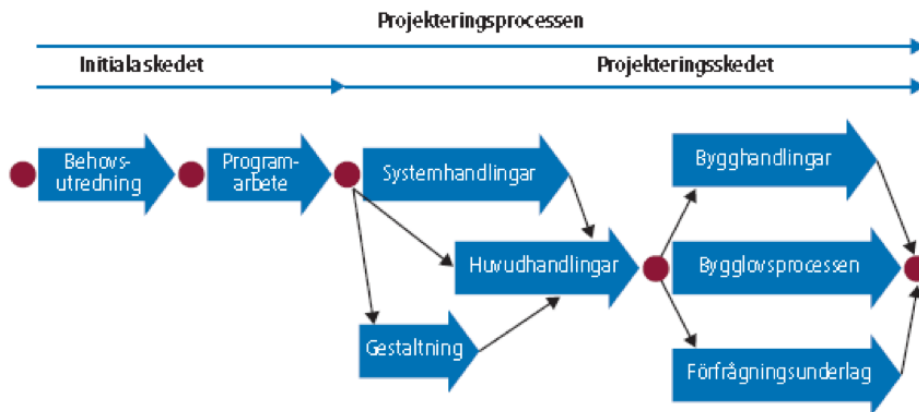 Projekteringsprocessen
Initialaskedet
Projekteringsskedet
Behovs-
utredning
Program-
arbete
Systemhandlingar
Bygghandlingar
Huvudhandlingar
Bygglovsprocessen
Gestaltning
Förfrågningsunderlag